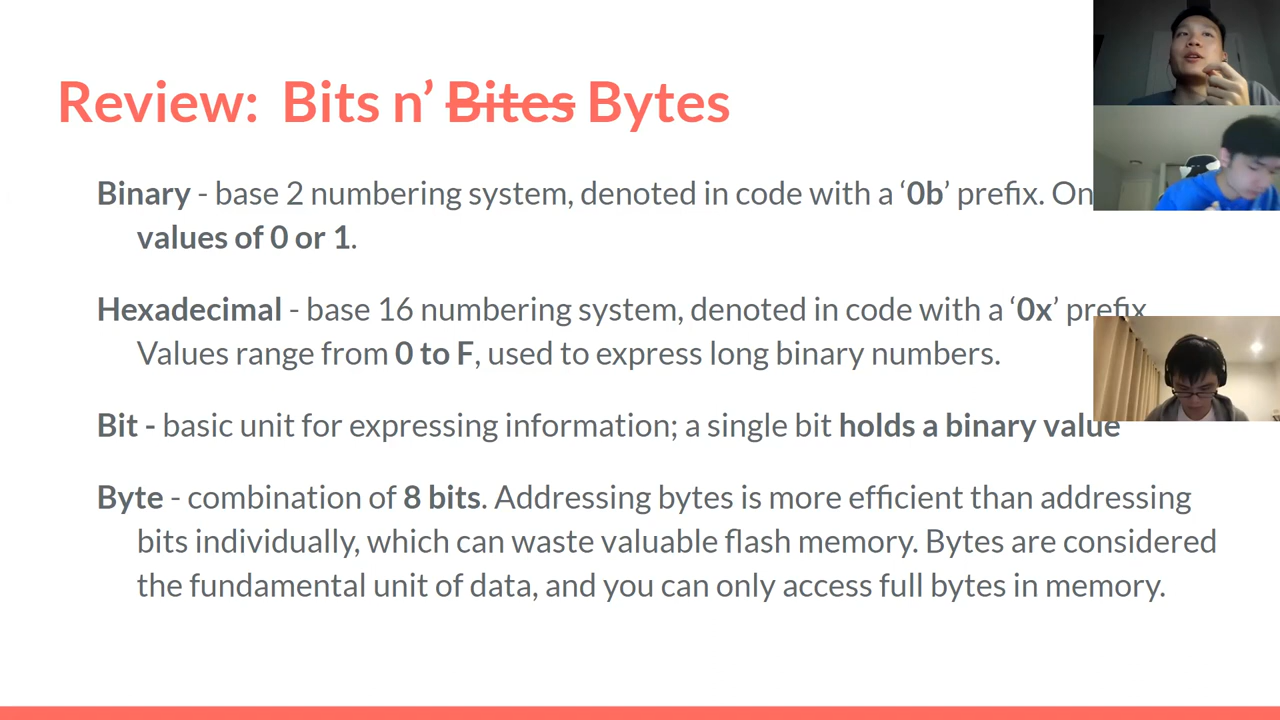 Review: Bits n’ Bites Bytes
Binary - base 2 numbering system, denoted in code with a ‘0b’ prefix.
values of 0 or 1.
Hexadecimal - base 16 numbering system, denoted in code with a ‘0x’ prefix
Values range from 0 to F, used to express long binary numbers.
Bit - basic unit for expressing information; a single bit holds a binary value
Byte - combination of 8 bits. Addressing bytes is more efficient than addressing
bits individually, which can waste valuable flash memory. Bytes are considered
the fundamental unit of data, and you can only access full bytes in memory.